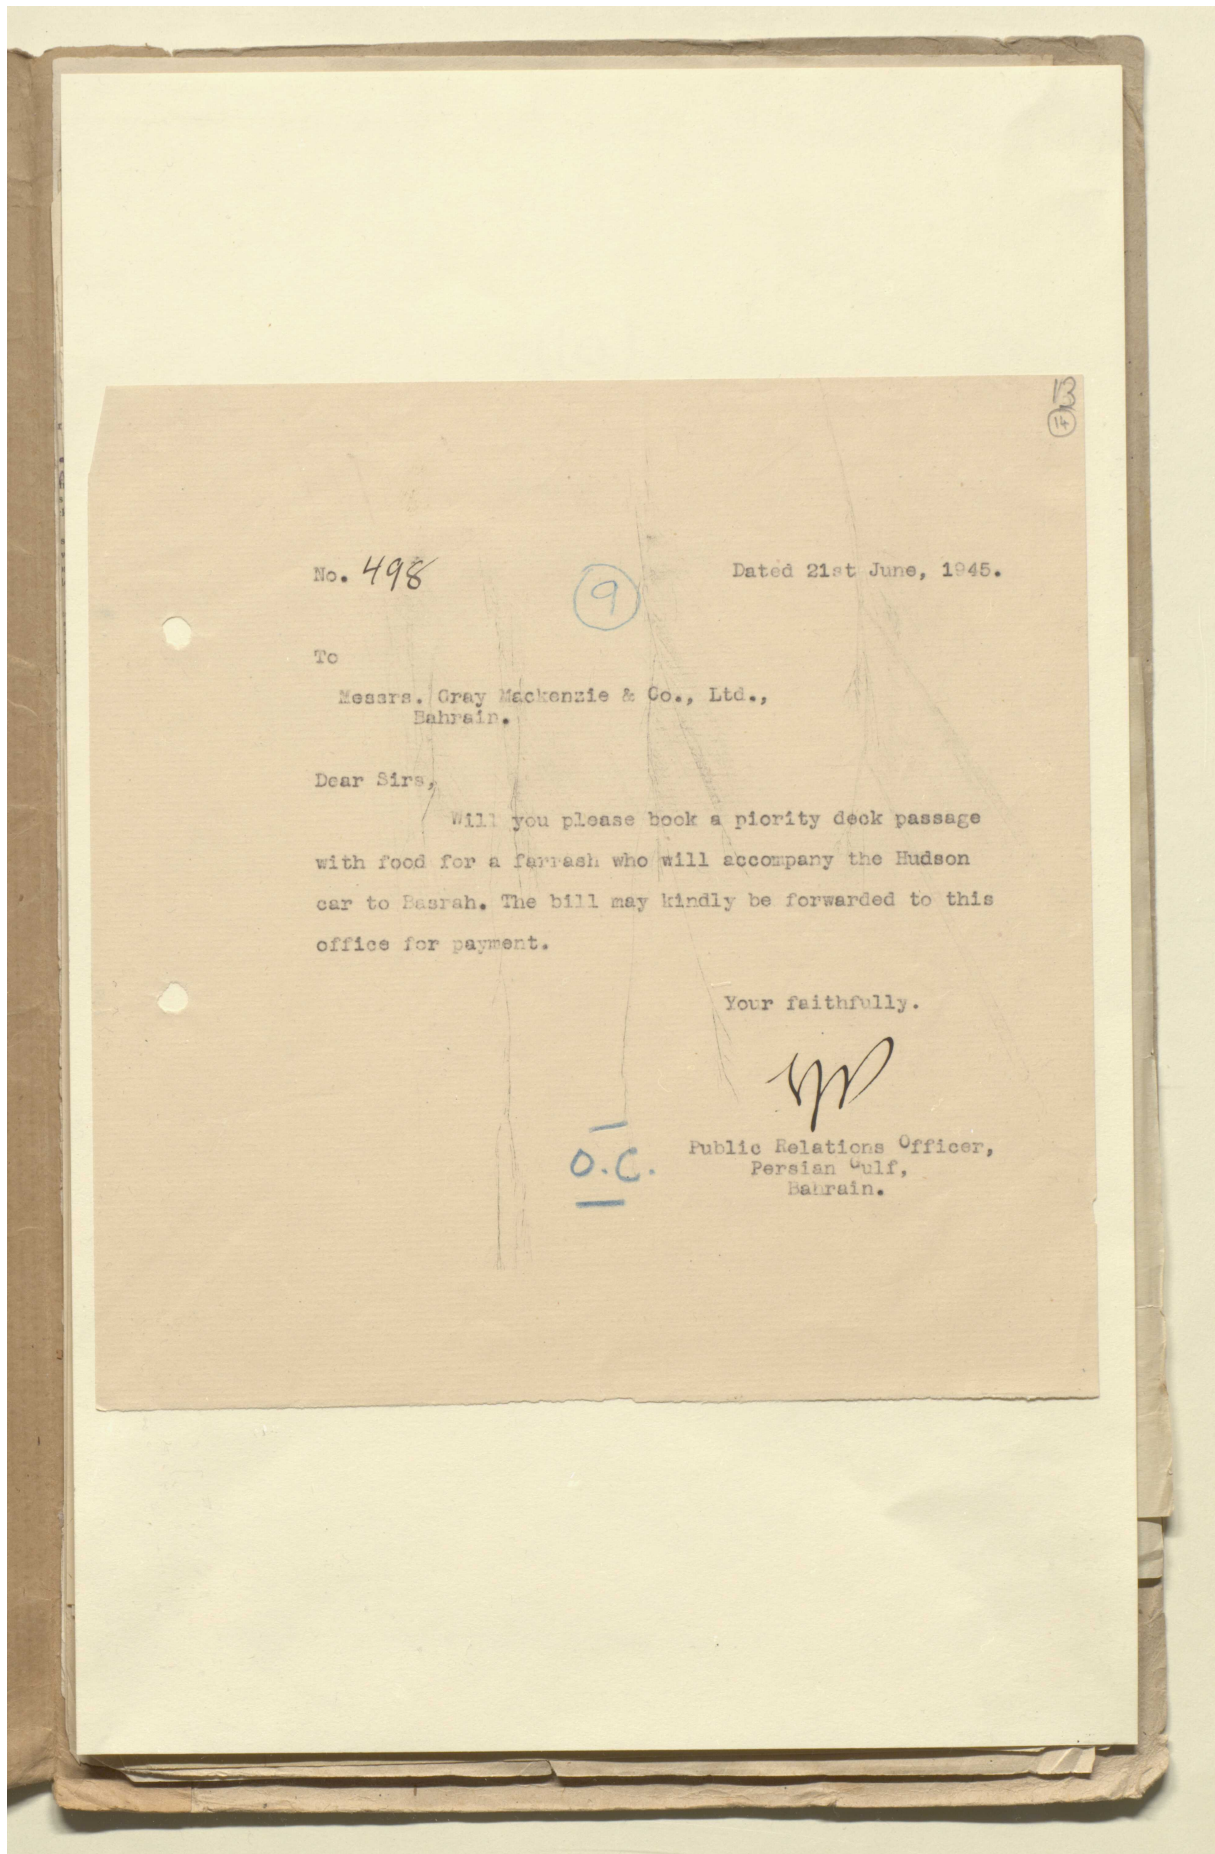 13
14
No. 498
9
Dated 21st June, 1945.
To
Messrs. Gray Mackenzie & Co., Ltd.,
Bahrain.
Dear Sirs,
Will you please book a piority deck passage
with food for a farrash who will accompany the Hudson
car to Basrah. The bill may kindly be forwarded to this
office for payment.
Your faithfully.
O.C.
Public Relations Officer,
Persian Gulf,
Bahrain.